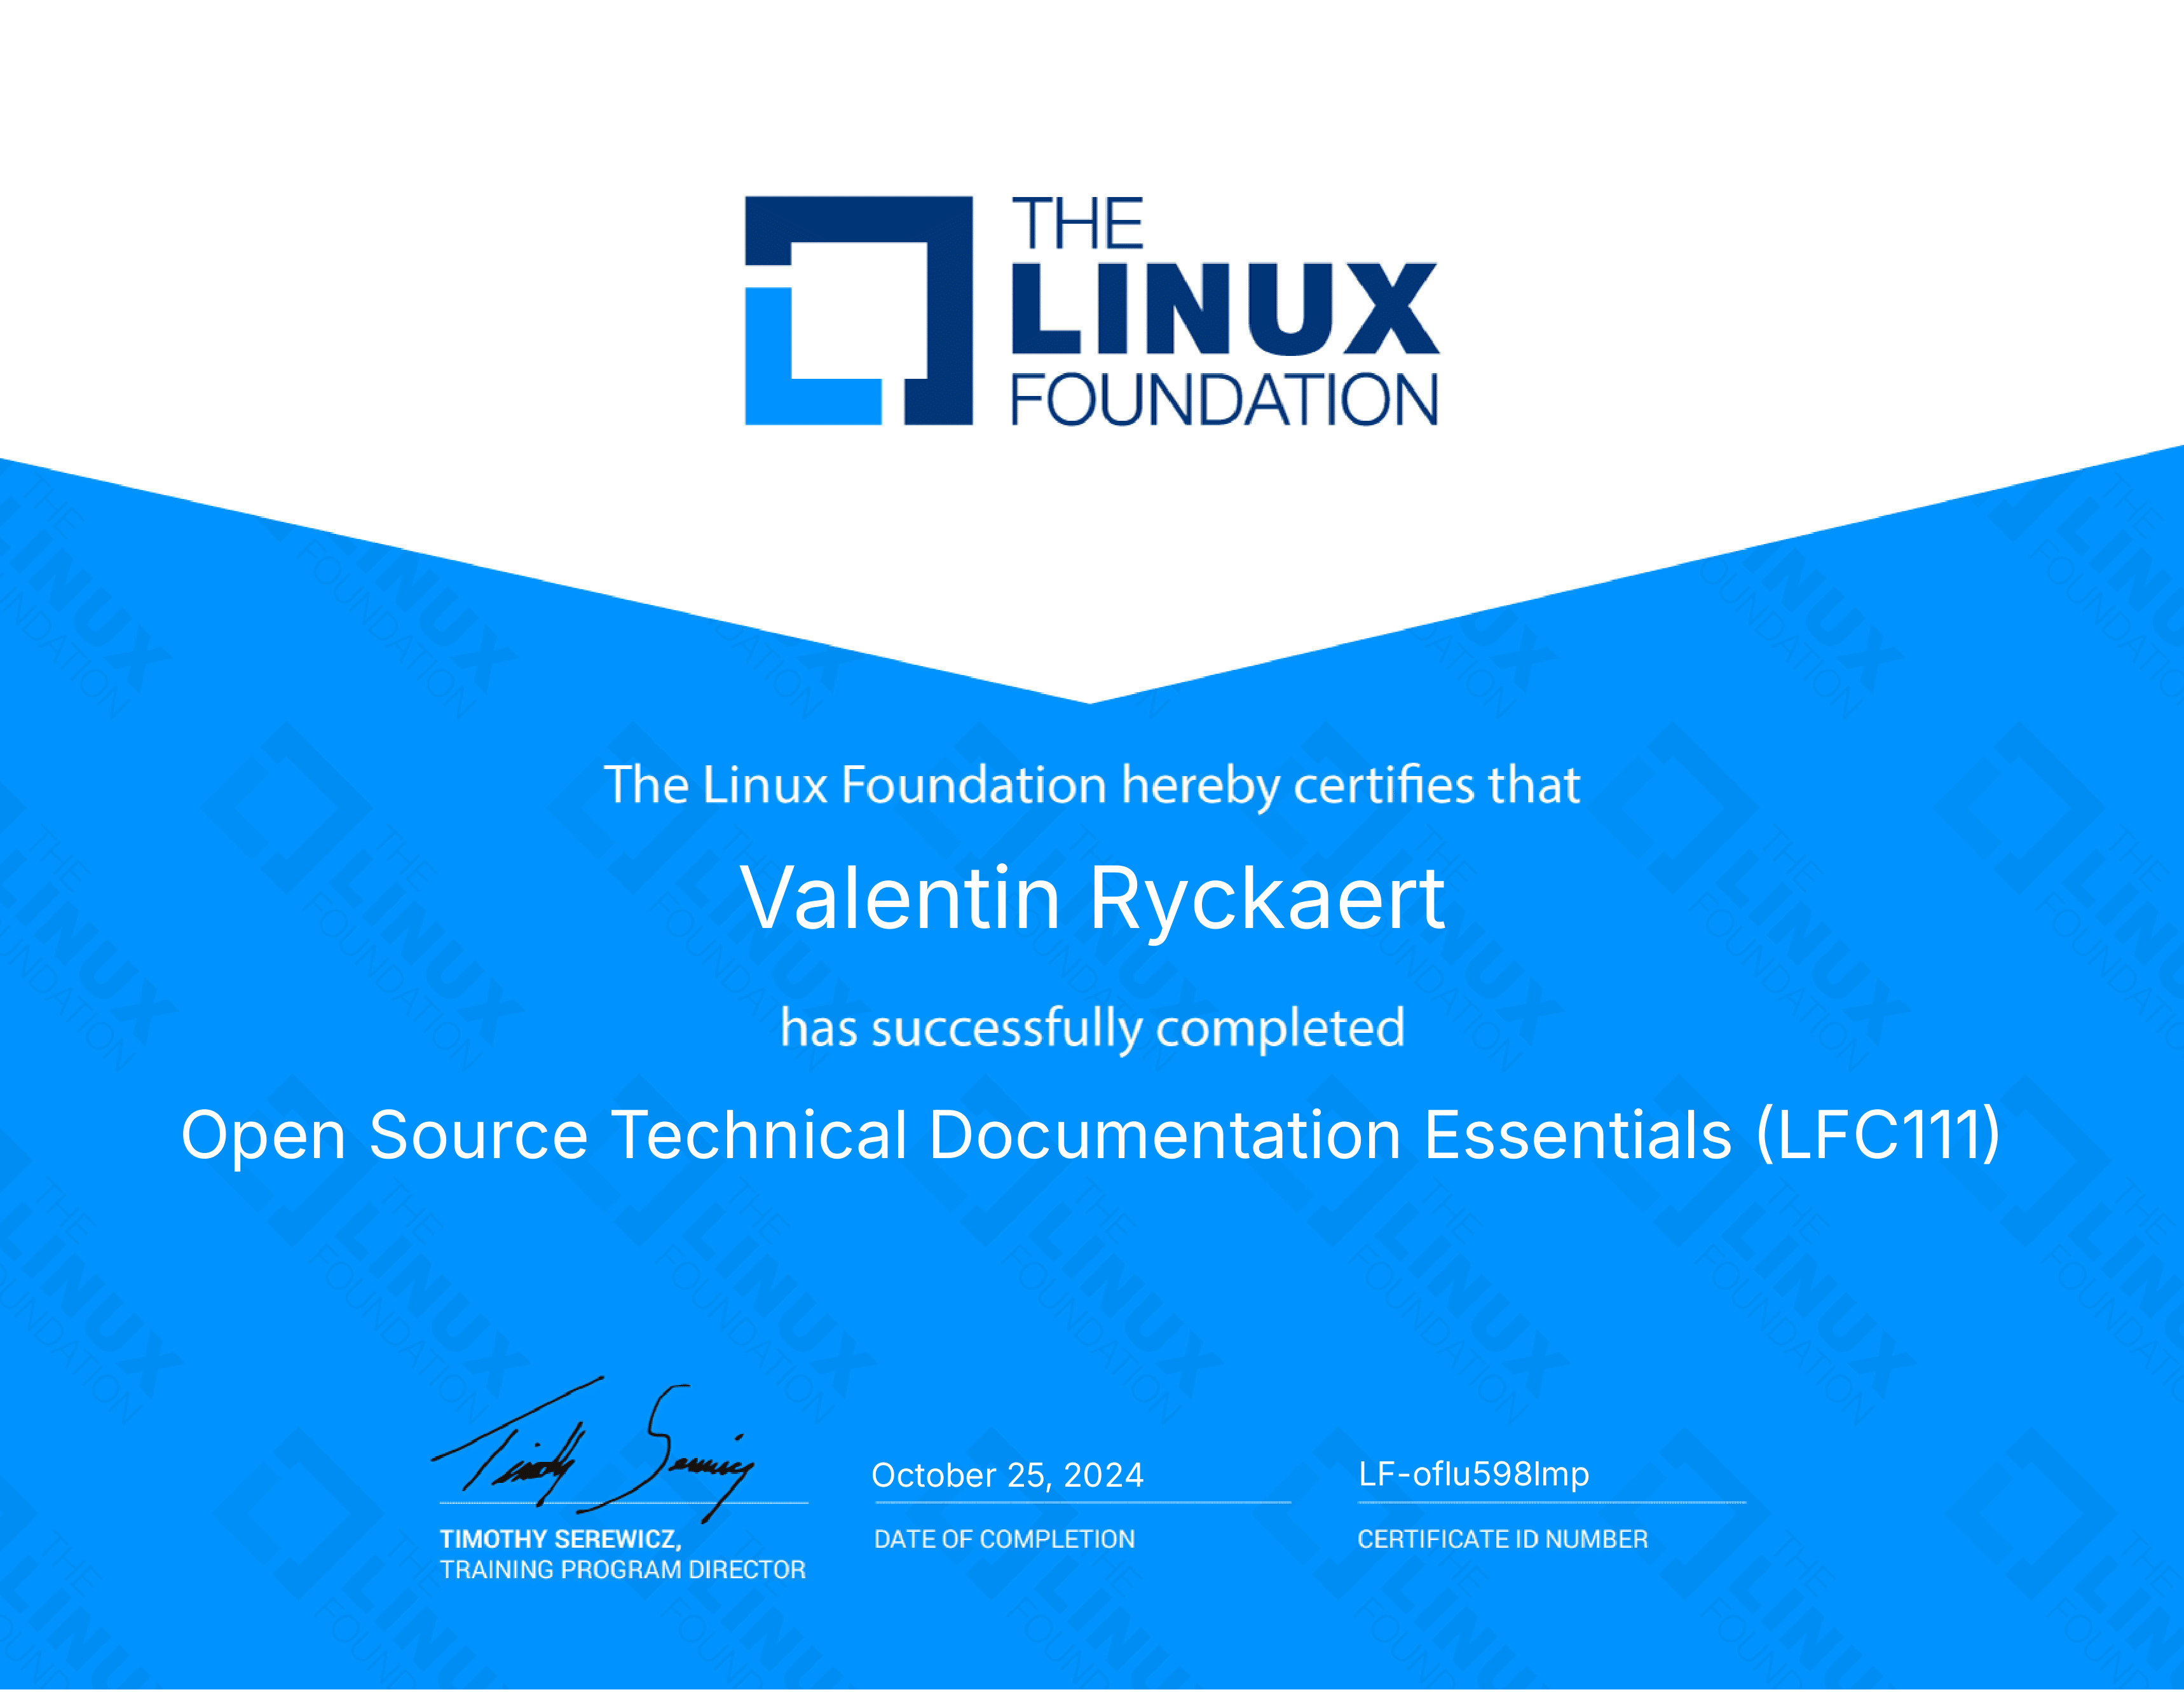 THE
LINUX
FOUNDATION
The Linux Foundation hereby certifies that
Valentin Ryckaert
has successfully completed
Open Source Technical Documentation Essentials (LFC111)
Timothy Serewicz
October 25, 2024
LF-oflu598lmp
TIMOTHY SEREWICZ,
TRAINING PROGRAM DIRECTOR
DATE OF COMPLETION
CERTIFICATE ID NUMBER